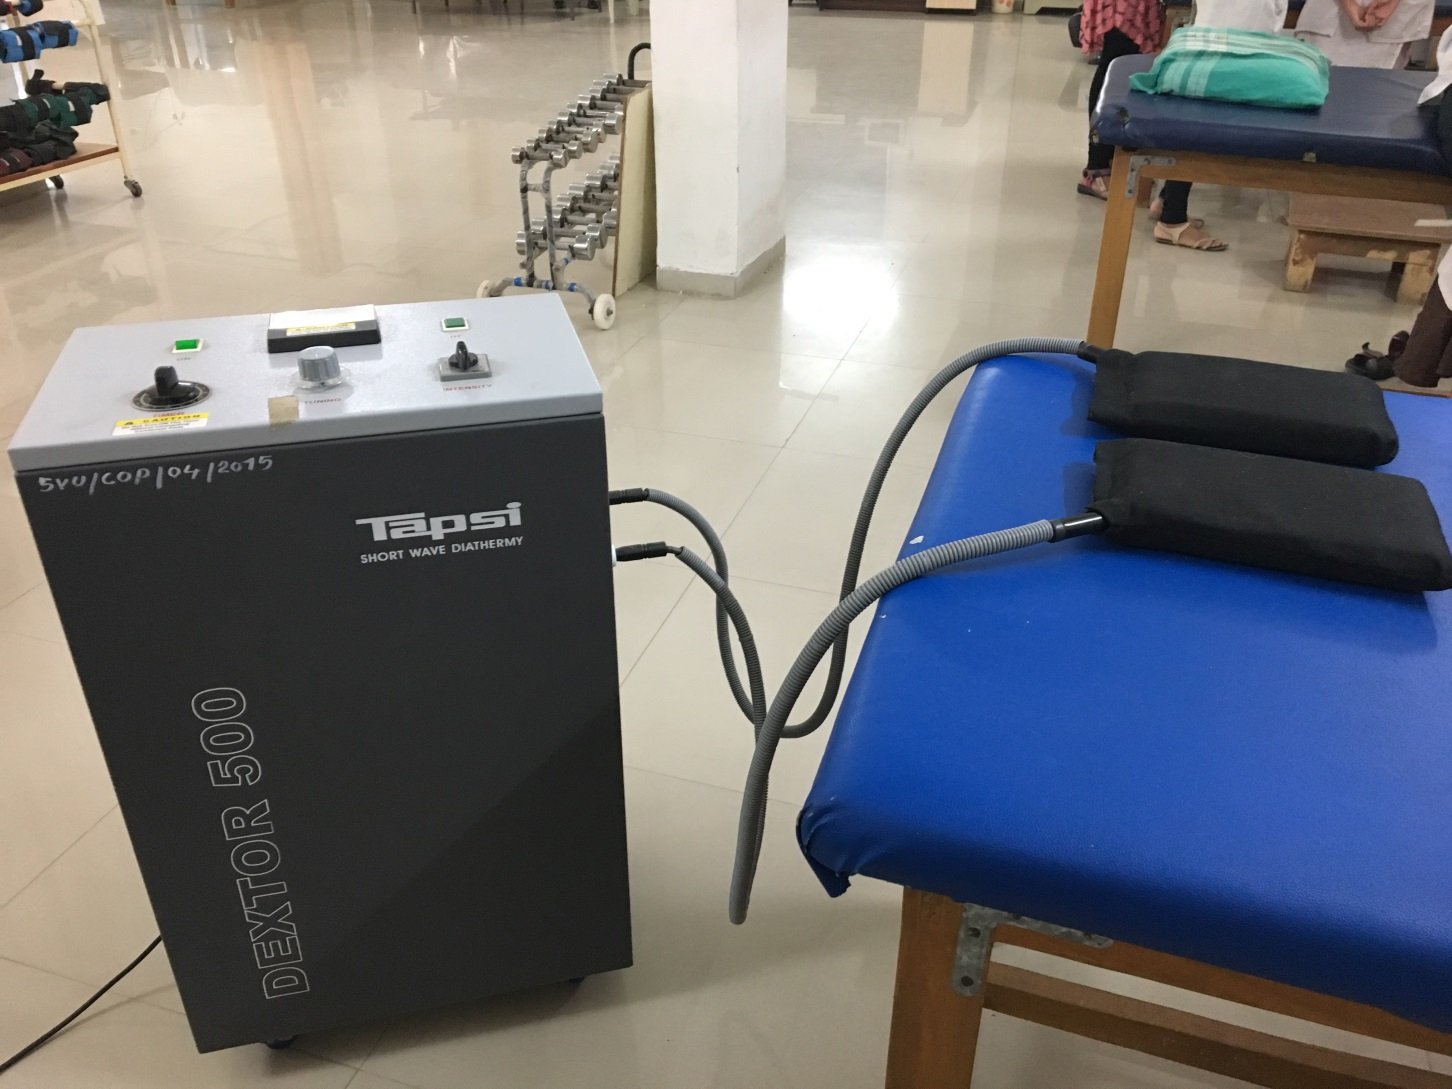 CAUTION
TUNING
INTENSITY
SVU/COP/04/2015
Tapsi
SHORT WAVE DIATHERMY
DEXTOR 500